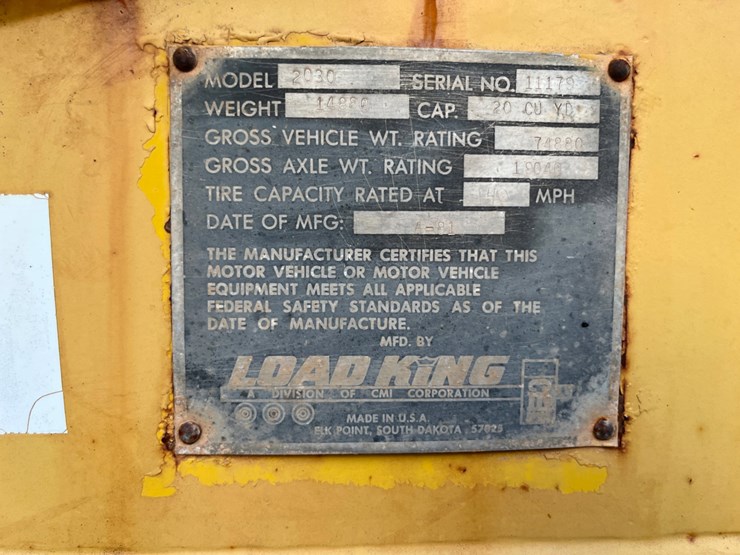 MODEL 2030 SERIAL NO. 11179
WEIGHT 14880 CAP. 20 CU YD
GROSS VEHICLE WT. RATING 74880
GROSS AXLE WT. RATING
TIRE CAPACITY RATED AT MPH
DATE OF MFG:
THE MANUFACTURER CERTIFIES THAT THIS
MOTOR VEHICLE OR MOTOR VEHICLE
EQUIPMENT MEETS ALL APPLICABLE
FEDERAL SAFETY STANDARDS AS OF THE
DATE OF MANUFACTURE.
MFD. BY
LOAD KING
A DIVISION OF CMI CORPORATION
MADE IN U.S.A.
ELK POINT, SOUTH DAKOTA 57025